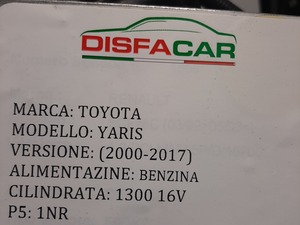 DISFACAR
MARCA: TOYOTA
MODELLO: YARIS
VERSIONE: (2000-2017)
ALIMENTAZINE: BENZINA
CILINDRATA: 1300 16V
P5: 1NR